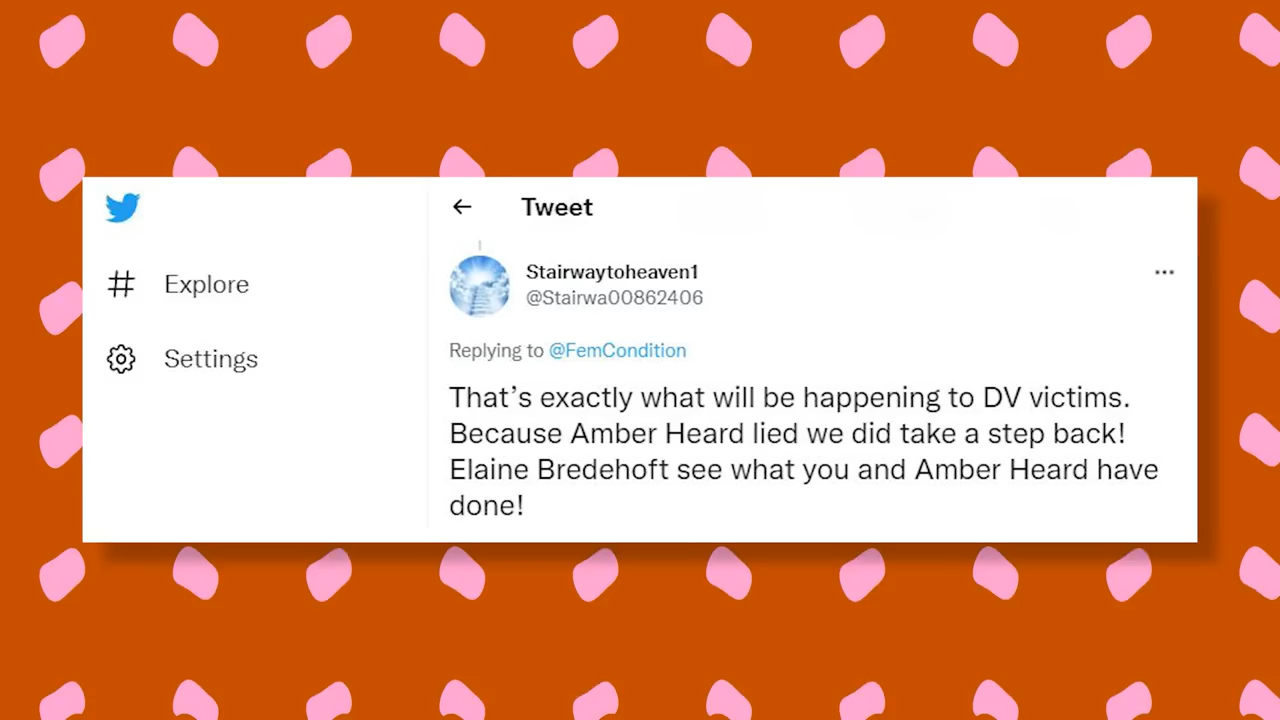 Tweet
Explore
Settings
Stairwaytoheaven1
@Stairwa00862406
Replying to @FemCondition
That’s exactly what will be happening to DV victims.
Because Amber Heard lied we did take a step back!
Elaine Bredehoft see what you and Amber Heard have
done!